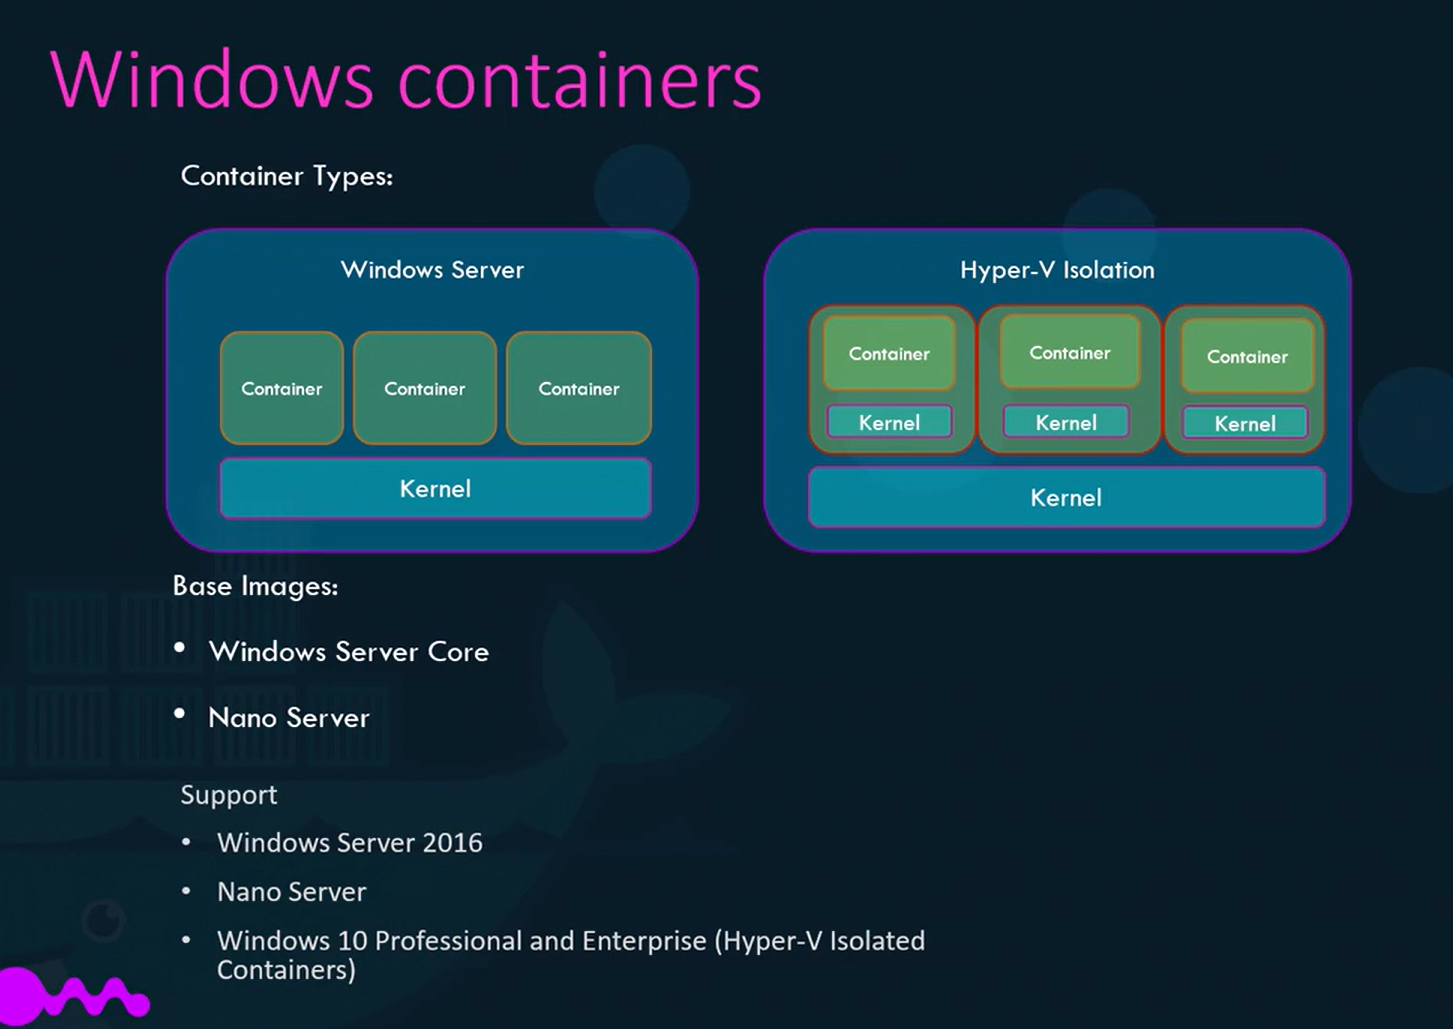 Windows containers
Container Types:
Windows Server
Container
Container
Container
Kernel
Hyper-V Isolation
Container
Container
Container
Kernel
Kernel
Kernel
Kernel
Base Images:
• Windows Server Core
• Nano Server
Support
• Windows Server 2016
• Nano Server
• Windows 10 Professional and Enterprise (Hyper-V Isolated
Containers)